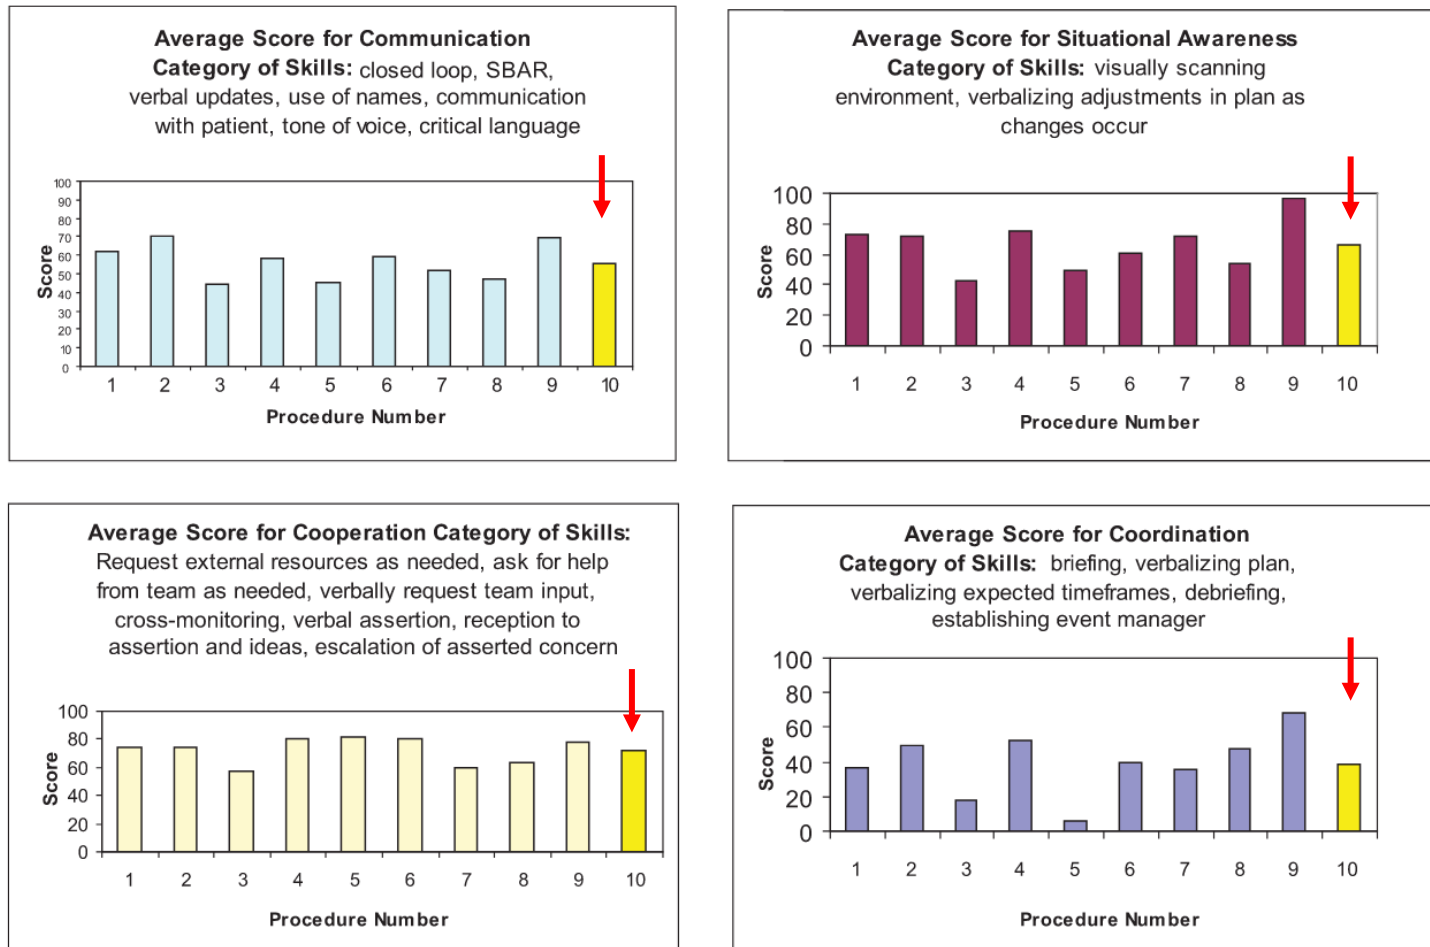 Average Score for Communication
Category of Skills: closed loop, SBAR,
verbal updates, use of names, communication
with patient, tone of voice, critical language
100
90
80
70
60
50
40
30
20
10
0
Score
1 2 3 4 5 6 7 8 9 10
Procedure Number
Average Score for Situational Awareness
Category of Skills: visually scanning
environment, verbalizing adjustments in plan as
changes occur
100
80
60
40
20
0
Score
1 2 3 4 5 6 7 8 9 10
Procedure Number
Average Score for Cooperation Category of Skills:
Request external resources as needed, ask for help
from team as needed, verbally request team input,
cross-monitoring, verbal assertion, reception to
assertion and ideas, escalation of asserted concern
100
80
60
40
20
0
Score
1 2 3 4 5 6 7 8 9 10
Procedure Number
Average Score for Coordination
Category of Skills: briefing, verbalizing plan,
verbalizing expected timeframes, debriefing,
establishing event manager
100
80
60
40
20
0
Score
1 2 3 4 5 6 7 8 9 10
Procedure Number